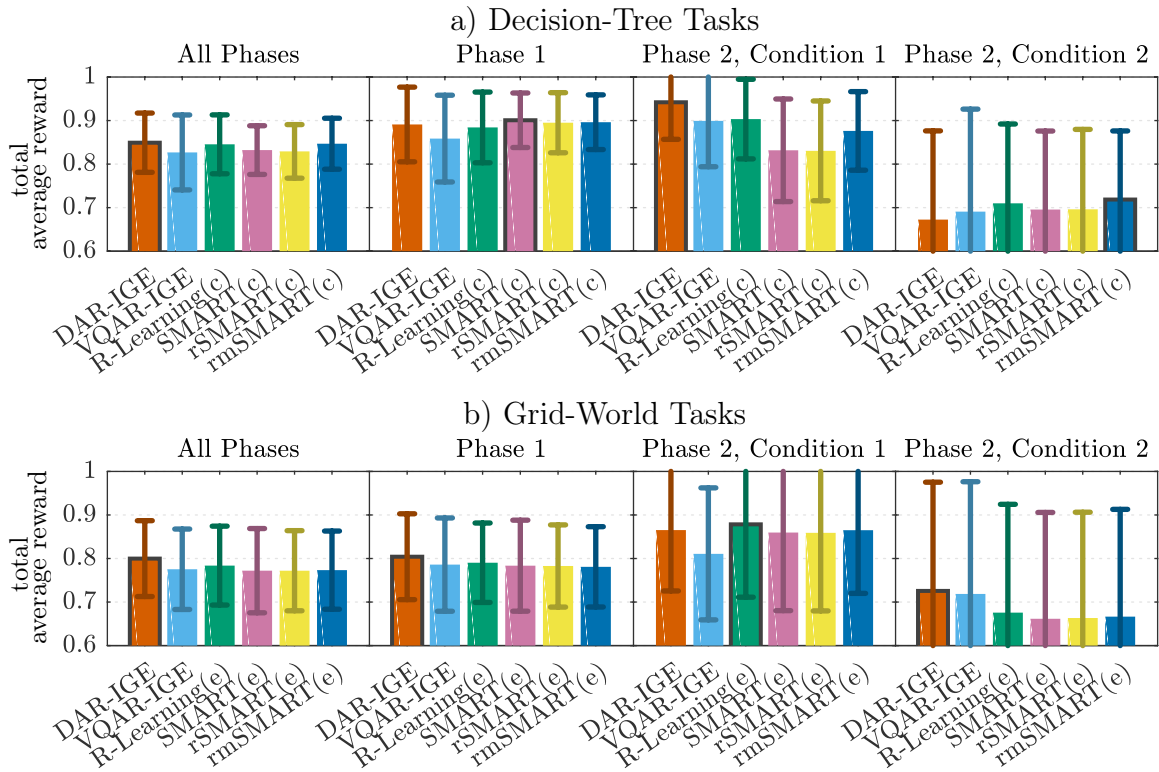 a) Decision-Tree Tasks
All Phases
Phase 1
Phase 2, Condition 1
Phase 2, Condition 2
total
average reward
1
0.9
0.8
0.7
0.6
DAR-IGE
VQAR-IGE
R-Learning(c)
SMART(c)
rSMART(c)
rmSMART(c)
DAR-IGE
VQAR-IGE
R-Learning(c)
SMART(c)
rSMART(c)
rmSMART(c)
DAR-IGE
VQAR-IGE
R-Learning(c)
SMART(c)
rSMART(c)
rmSMART(c)
DAR-IGE
VQAR-IGE
R-Learning(c)
SMART(c)
rSMART(c)
rmSMART(c)
b) Grid-World Tasks
All Phases
Phase 1
Phase 2, Condition 1
Phase 2, Condition 2
total
average reward
1
0.9
0.8
0.7
0.6
DAR-IGE
VQAR-IGE
R-Learning(e)
SMART(e)
rSMART(e)
rmSMART(e)
DAR-IGE
VQAR-IGE
R-Learning(e)
SMART(e)
rSMART(e)
rmSMART(e)
DAR-IGE
VQAR-IGE
R-Learning(e)
SMART(e)
rSMART(e)
rmSMART(e)
DAR-IGE
VQAR-IGE
R-Learning(e)
SMART(e)
rSMART(e)
rmSMART(e)